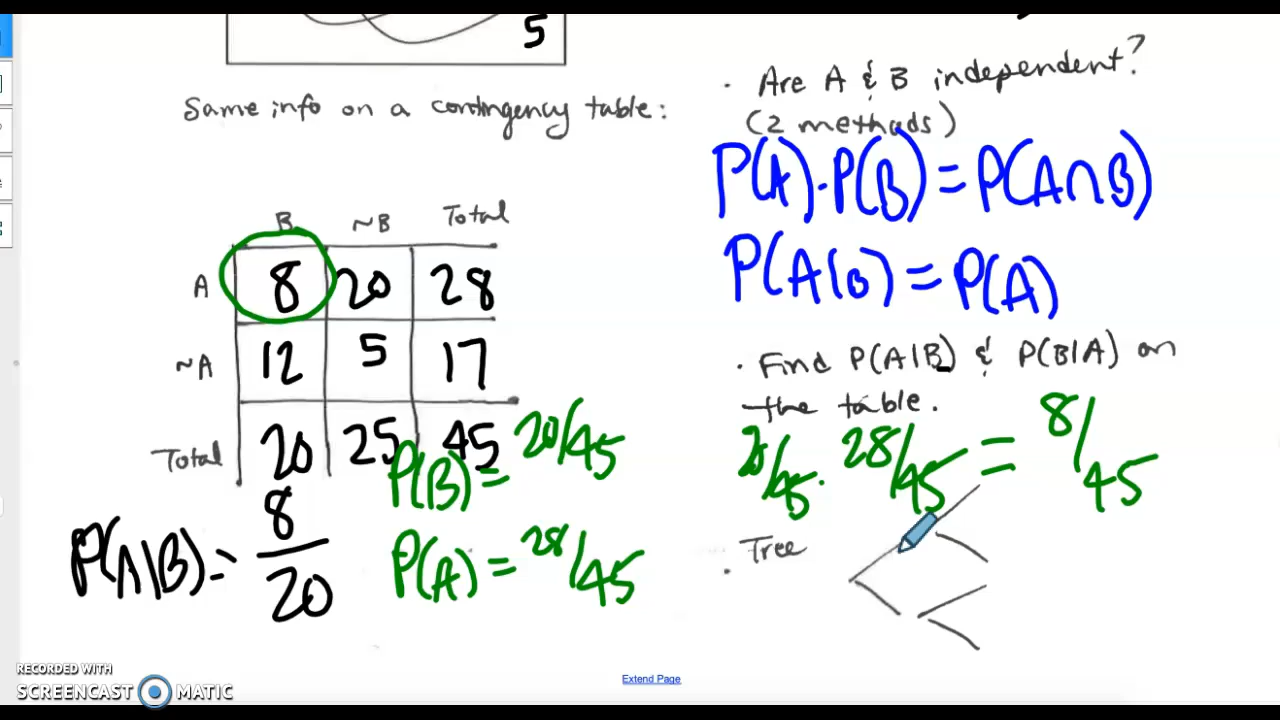 5
Same info on a contingency table:
B ~B Total
A 8 20 28
~A 12 5 17
Total 20 25 45
P(B) = 20/45
P(A|B) = 8/20
P(A) = 28/45
· Are A & B independent?
(2 methods)
P(A)·P(B) = P(A∩B)
P(A|B) = P(A)
· Find P(A|B) & P(B|A) on
the table.
20/45 · 28/45 = 8/45
· Tree
RECORDED WITH
SCREENCAST MATIC
Extend Page